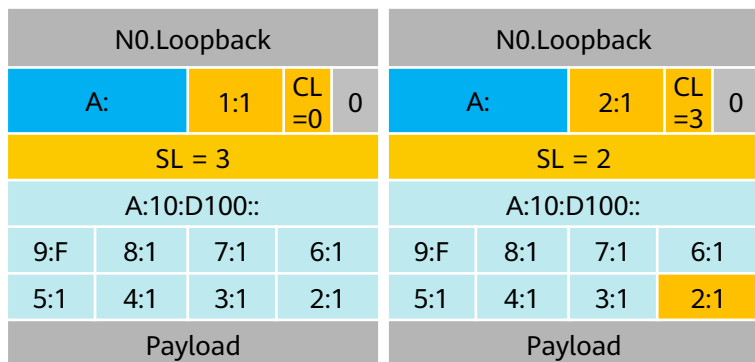 N0.Loopback
A: 1:1 CL =0 0
SL = 3
A:10:D100::
9:F 8:1 7:1 6:1
5:1 4:1 3:1 2:1
Payload
N0.Loopback
A: 2:1 CL =3 0
SL = 2
A:10:D100::
9:F 8:1 7:1 6:1
5:1 4:1 3:1 2:1
Payload